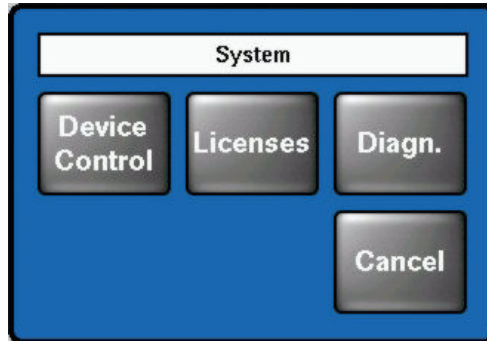 System
Device
Control
Licenses
Diagn.
Cancel